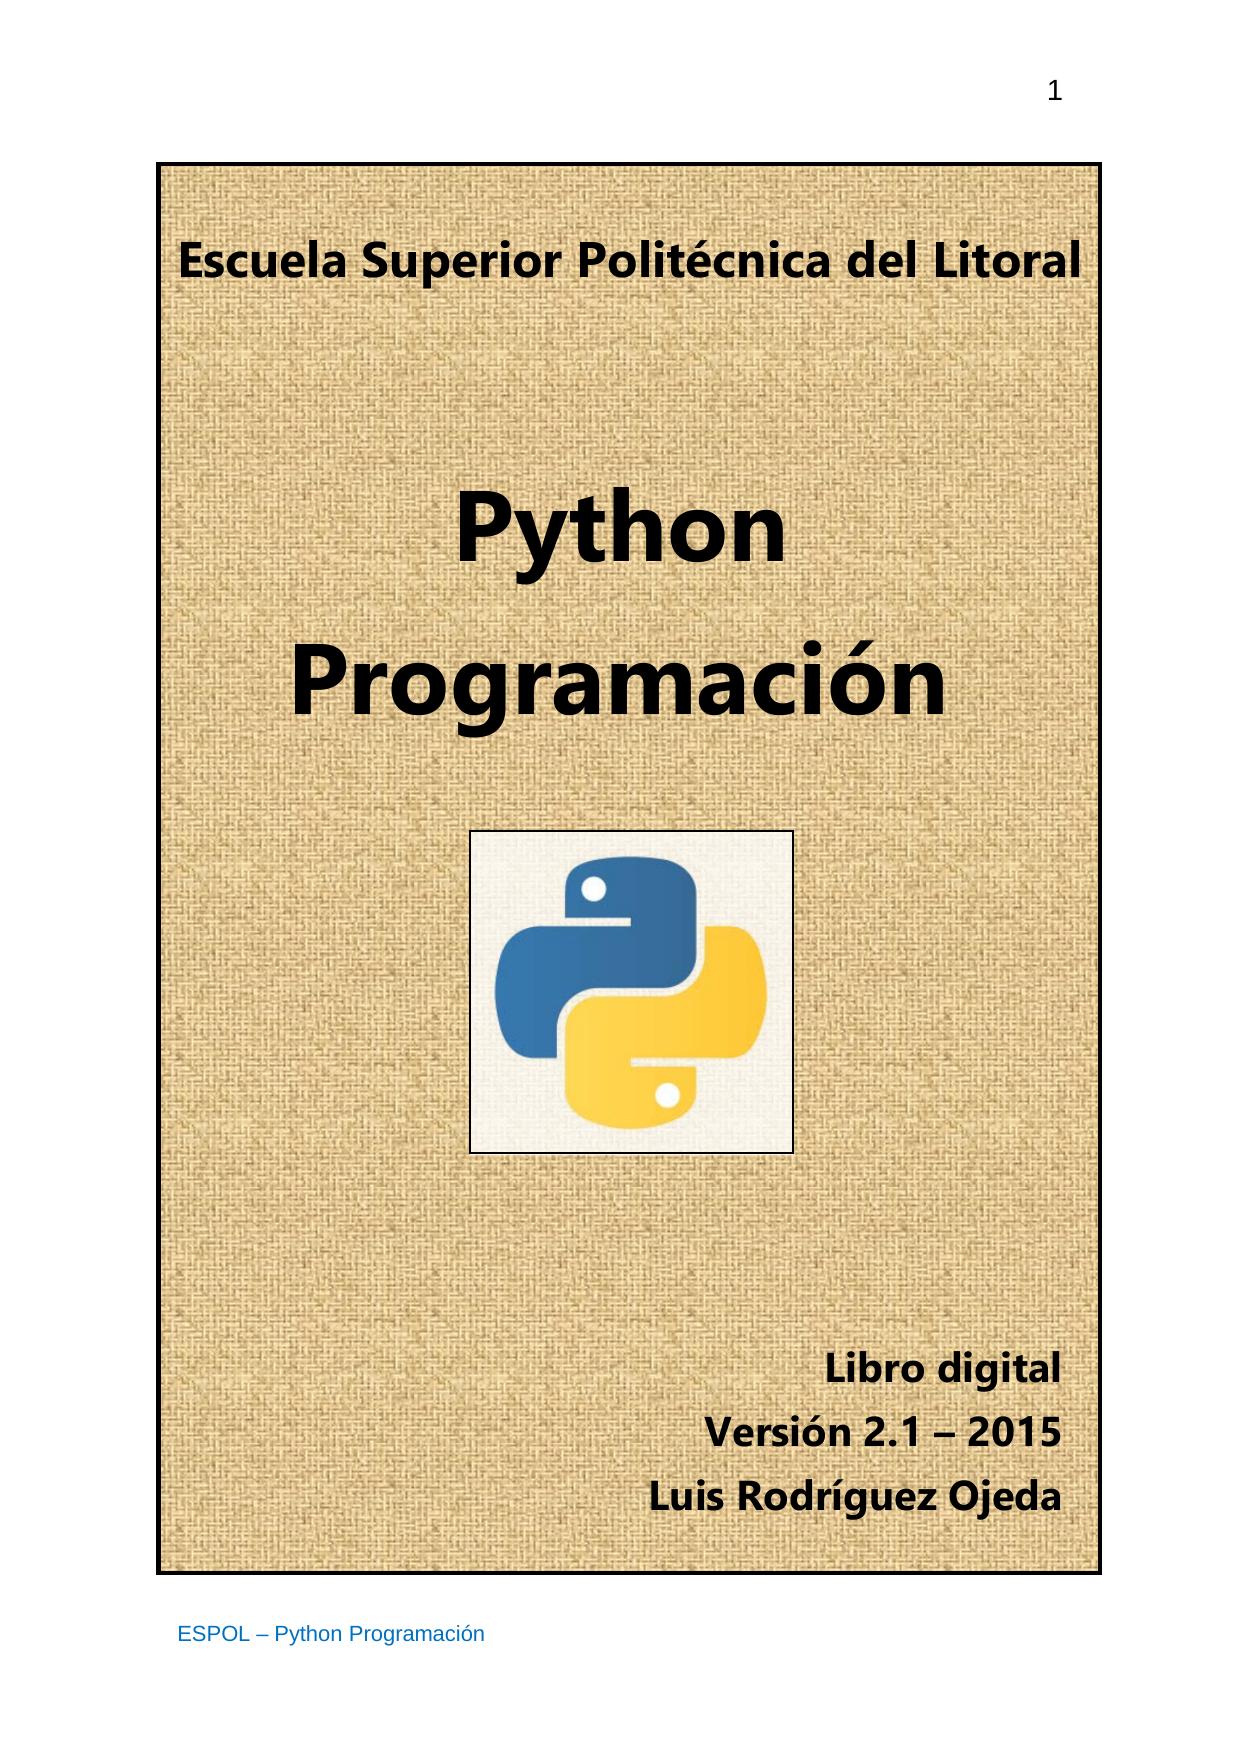 1
Escuela Superior Politécnica del Litoral
Python
Programación
Libro digital
Versión 2.1 – 2015
Luis Rodríguez Ojeda
ESPOL – Python Programación